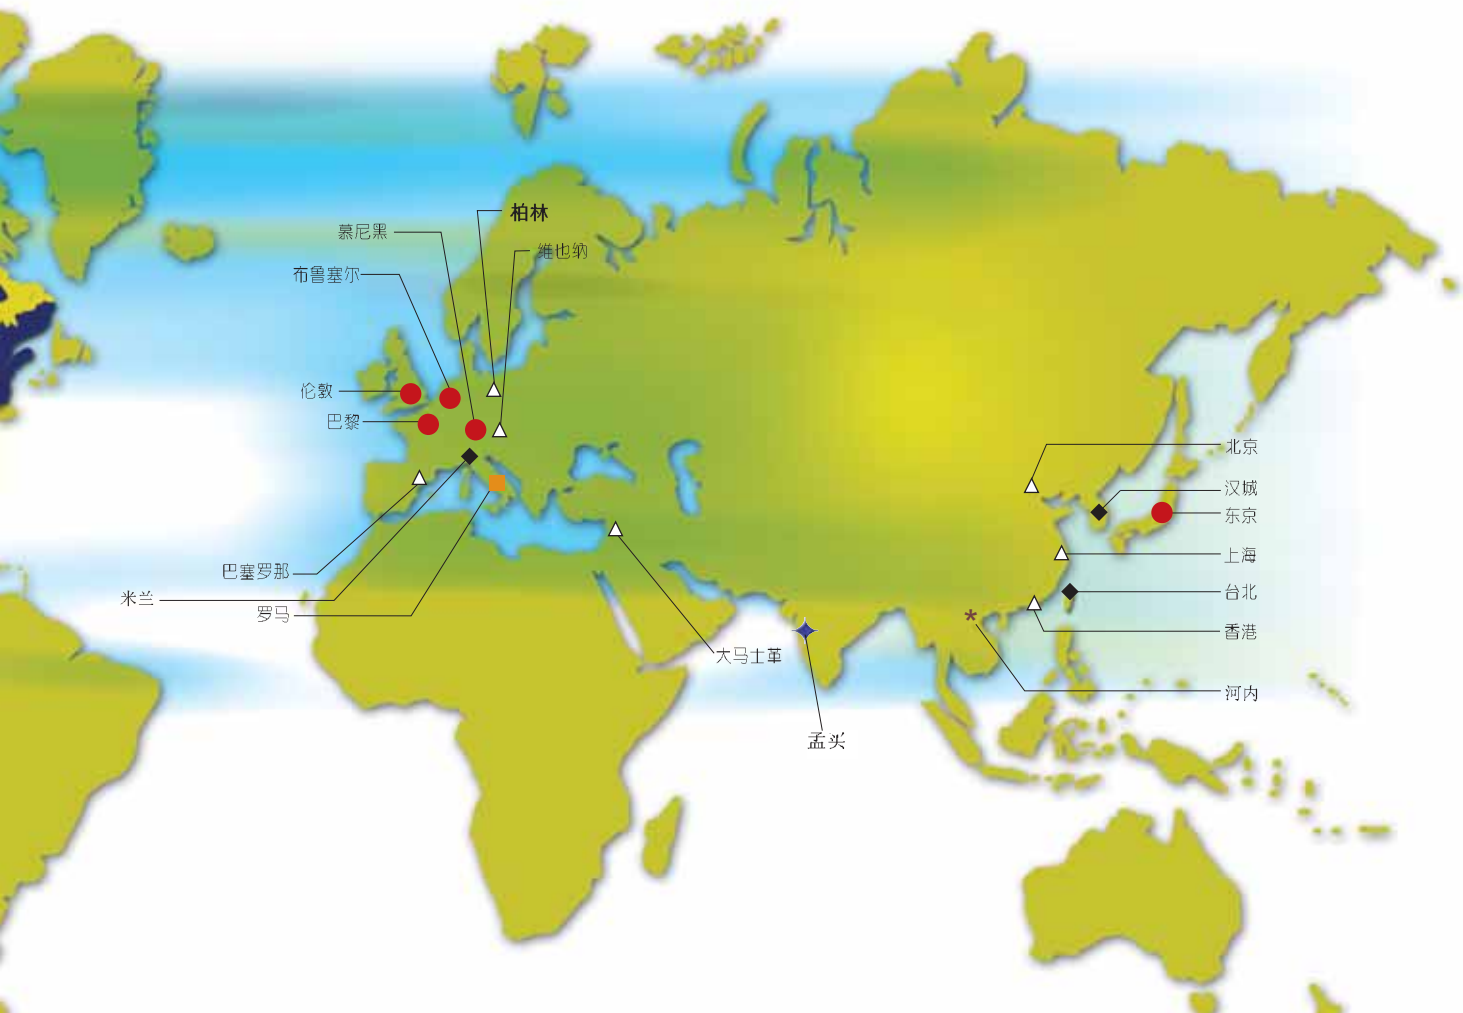 柏林
慕尼黑
維也纳
布鲁塞尔
伦敦
巴黎
北京
汉城
东京
上海
巴塞罗那
台北
米兰
罗马
香港
大马士革
河内
孟买
*